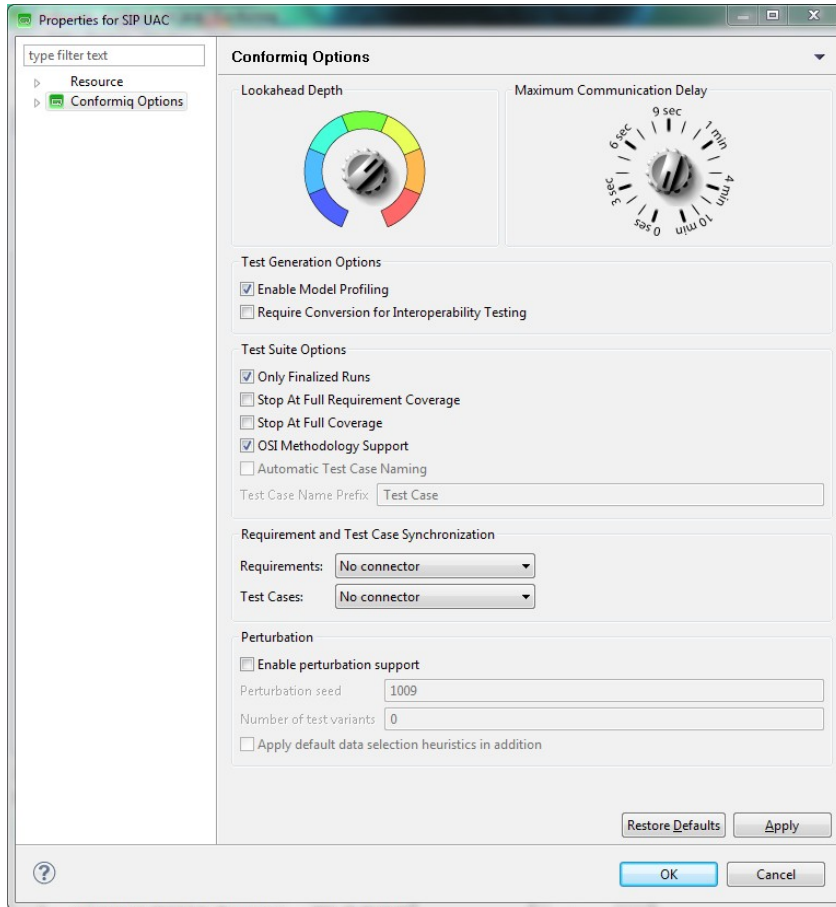 Properties for SIP UAC
type filter text
Resource
Conformiq Options
Conformiq Options
Lookahead Depth
Maximum Communication Delay
0 sec
3 sec
6 sec
9 sec
1 min
4 min
10 min
Test Generation Options
Enable Model Profiling
Require Conversion for Interoperability Testing
Test Suite Options
Only Finalized Runs
Stop At Full Requirement Coverage
Stop At Full Coverage
OSI Methodology Support
Automatic Test Case Naming
Test Case Name Prefix Test Case
Requirement and Test Case Synchronization
Requirements: No connector
Test Cases: No connector
Perturbation
Enable perturbation support
Perturbation seed 1009
Number of test variants 0
Apply default data selection heuristics in addition
Restore Defaults Apply
? OK Cancel